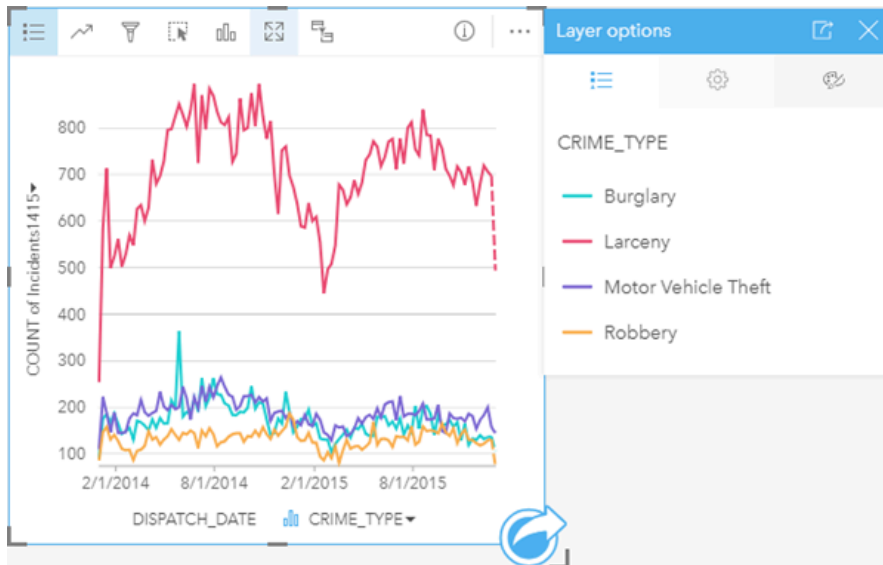 Layer options
CRIME_TYPE
Burglary
Larceny
Motor Vehicle Theft
Robbery
COUNT of Incidents1415
800
700
600
500
400
300
200
100
2/1/2014 8/1/2014 2/1/2015 8/1/2015
DISPATCH_DATE CRIME_TYPE